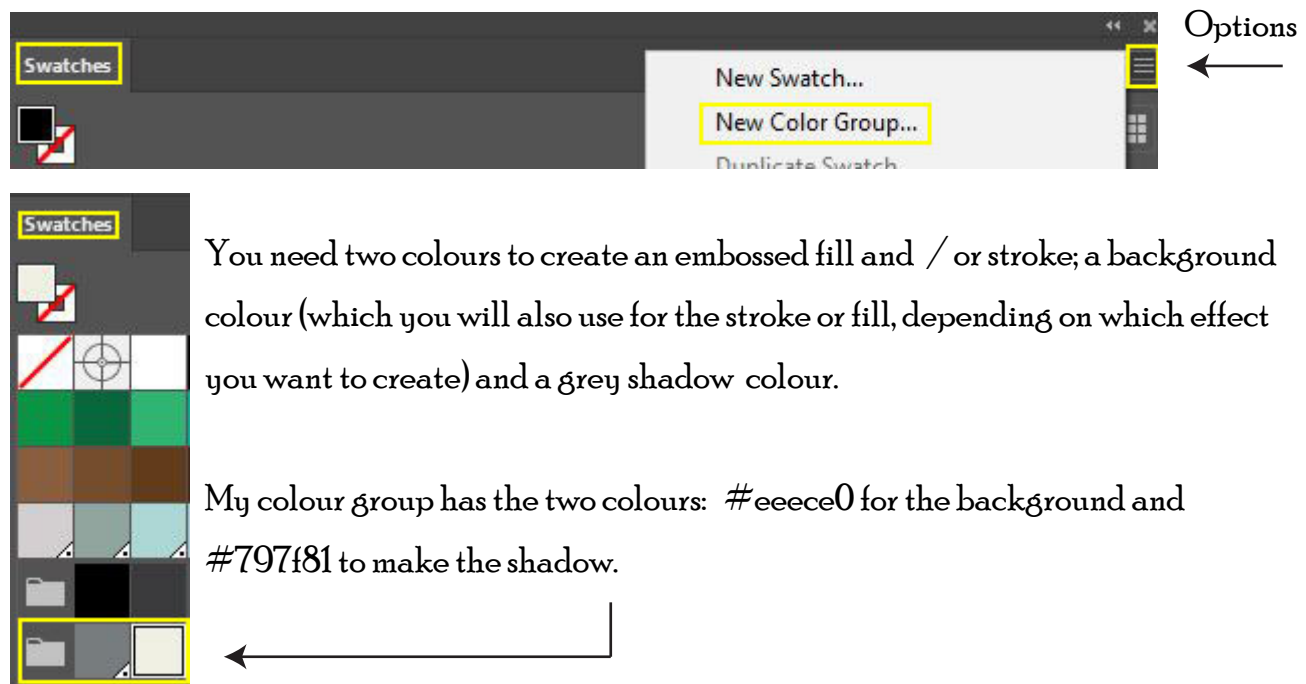 Options
Swatches
New Swatch...
New Color Group...
Duplicate Swatch
Swatches
You need two colours to create an embossed fill and / or stroke; a background
colour (which you will also use for the stroke or fill, depending on which effect
you want to create) and a grey shadow colour.
My colour group has the two colours: #eeece0 for the background and
#797f81 to make the shadow.